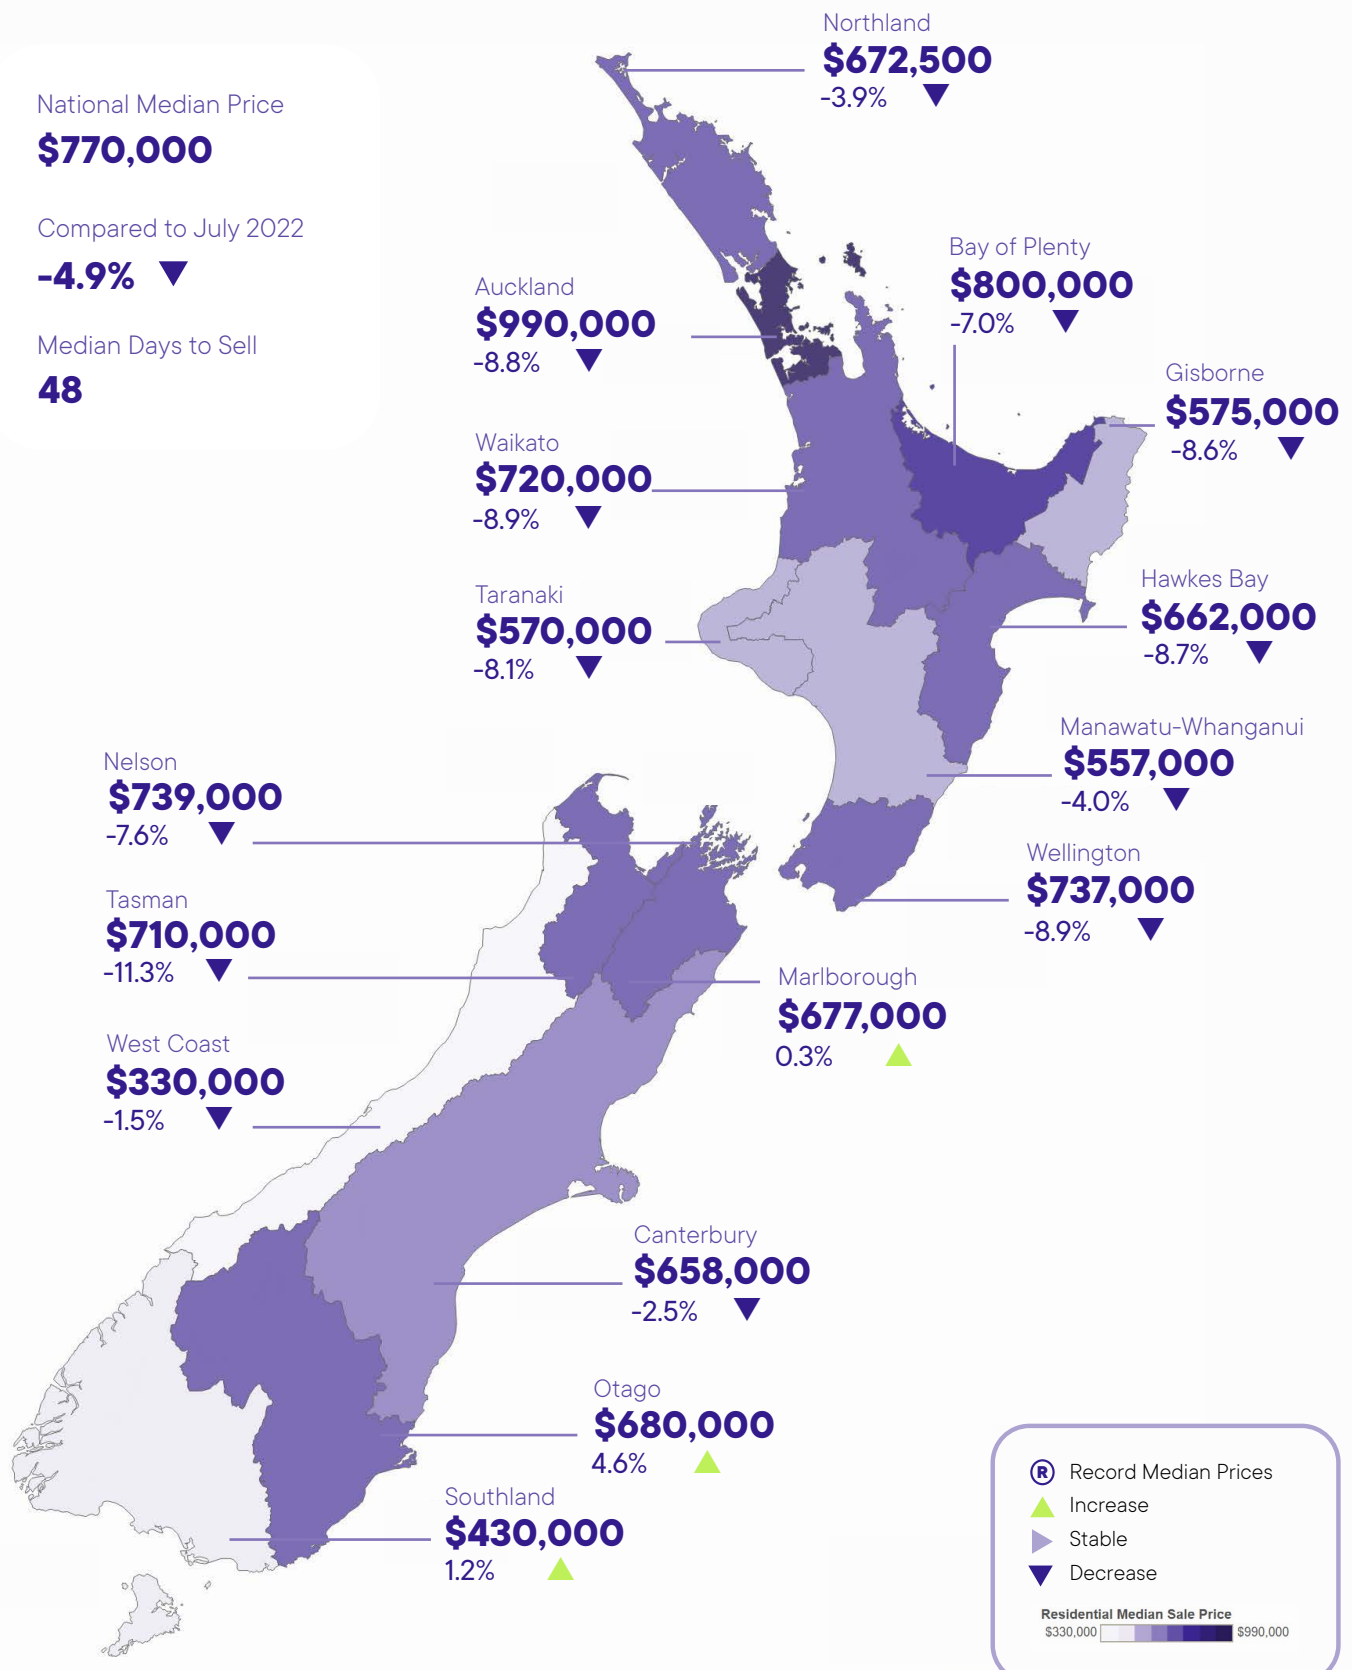 National Median Price
$770,000
Compared to July 2022
-4.9%
Median Days to Sell
48
Northland
$672,500
-3.9%
Auckland
$990,000
-8.8%
Bay of Plenty
$800,000
-7.0%
Gisborne
$575,000
-8.6%
Waikato
$720,000
-8.9%
Taranaki
$570,000
-8.1%
Hawkes Bay
$662,000
-8.7%
Manawatu-Whanganui
$557,000
-4.0%
Nelson
$739,000
-7.6%
Wellington
$737,000
-8.9%
Tasman
$710,000
-11.3%
Marlborough
$677,000
0.3%
West Coast
$330,000
-1.5%
Canterbury
$658,000
-2.5%
Otago
$680,000
4.6%
Southland
$430,000
1.2%
R Record Median Prices
Increase
Stable
Decrease
Residential Median Sale Price
$330,000 $990,000